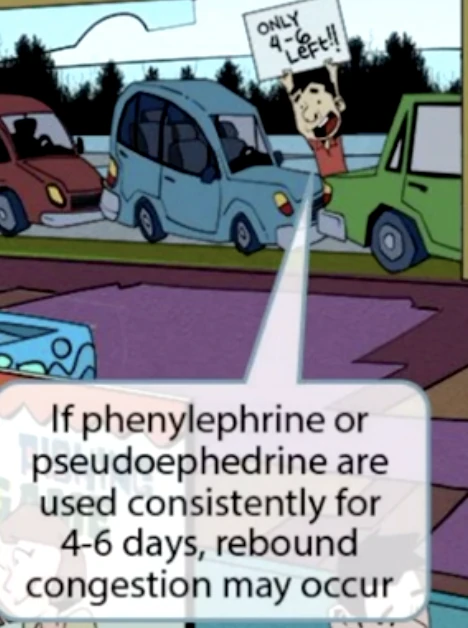 ONLY
4-6
Left!!
If phenylephrine or
pseudoephedrine are
used consistently for
4-6 days, rebound
congestion may occur